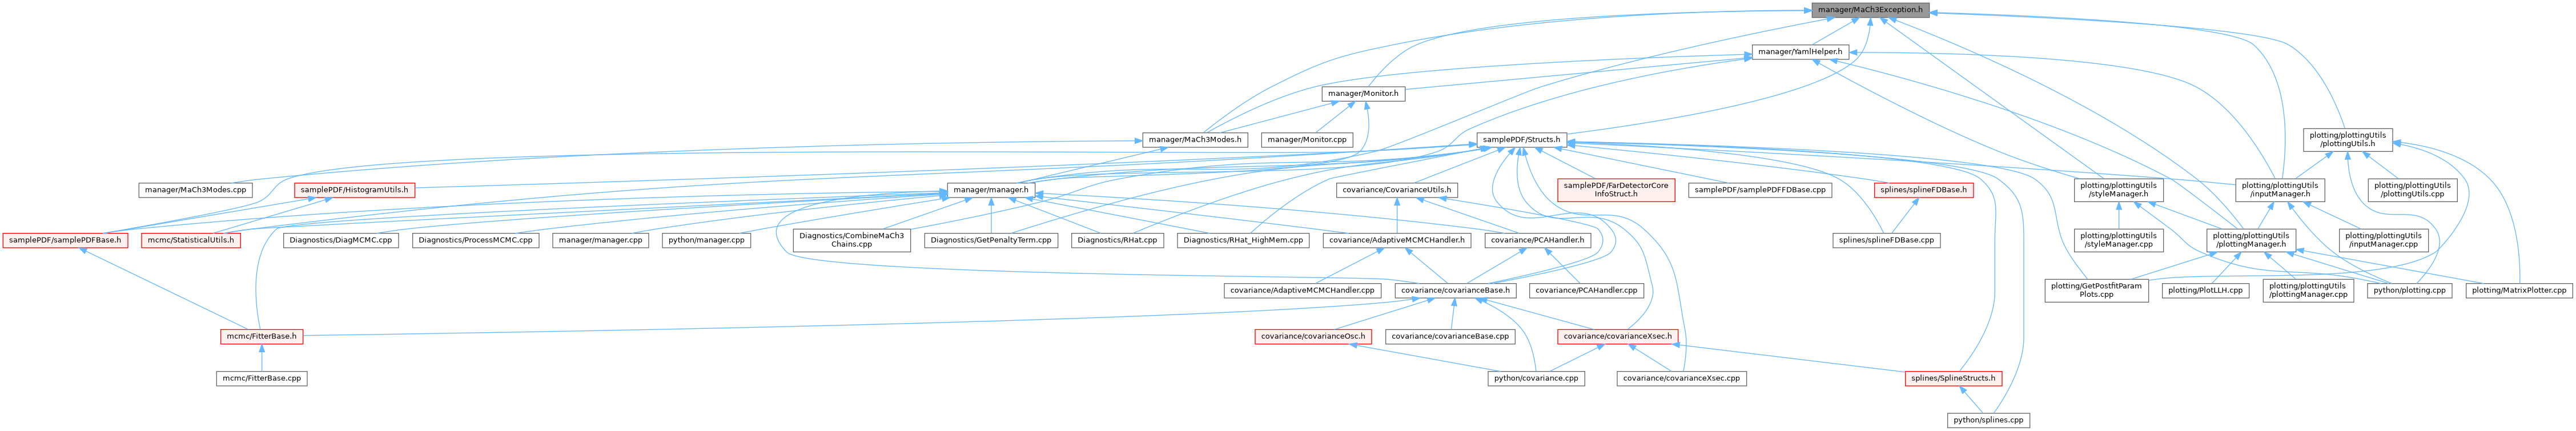 manager/MaCh3Exception.h
manager/YamlHelper.h
manager/Monitor.h
manager/MaCh3Modes.h
manager/Monitor.cpp
samplePDF/Structs.h
plotting/plottingUtils
/plottingUtils.h
manager/MaCh3Modes.cpp
samplePDF/HistogramUtils.h
manager/manager.h
covariance/CovarianceUtils.h
samplePDF/FarDetectorCore
InfoStruct.h
samplePDF/samplePDFFDBase.cpp
splines/splineFDBase.h
plotting/plottingUtils
/styleManager.h
plotting/plottingUtils
/inputManager.h
plotting/plottingUtils
/plottingUtils.cpp
samplePDF/samplePDFBase.h
mcmc/StatisticalUtils.h
Diagnostics/DiagMCMC.cpp
Diagnostics/ProcessMCMC.cpp
manager/manager.cpp
python/manager.cpp
Diagnostics/CombineMaCh3
Chains.cpp
Diagnostics/GetPenaltyTerm.cpp
Diagnostics/RHat.cpp
Diagnostics/RHat_HighMem.cpp
covariance/AdaptiveMCMCHandler.h
covariance/PCAHandler.h
splines/splineFDBase.cpp
plotting/plottingUtils
/styleManager.cpp
plotting/plottingUtils
/plottingManager.h
plotting/plottingUtils
/inputManager.cpp
covariance/AdaptiveMCMCHandler.cpp
covariance/covarianceBase.h
covariance/PCAHandler.cpp
plotting/GetPostfitParam
Plots.cpp
plotting/PlotLLH.cpp
plotting/plottingUtils
/plottingManager.cpp
python/plotting.cpp
plotting/MatrixPlotter.cpp
mcmc/FitterBase.h
covariance/covarianceOsc.h
covariance/covarianceBase.cpp
covariance/covarianceXsec.h
mcmc/FitterBase.cpp
python/covariance.cpp
covariance/covarianceXsec.cpp
splines/SplineStructs.h
python/splines.cpp